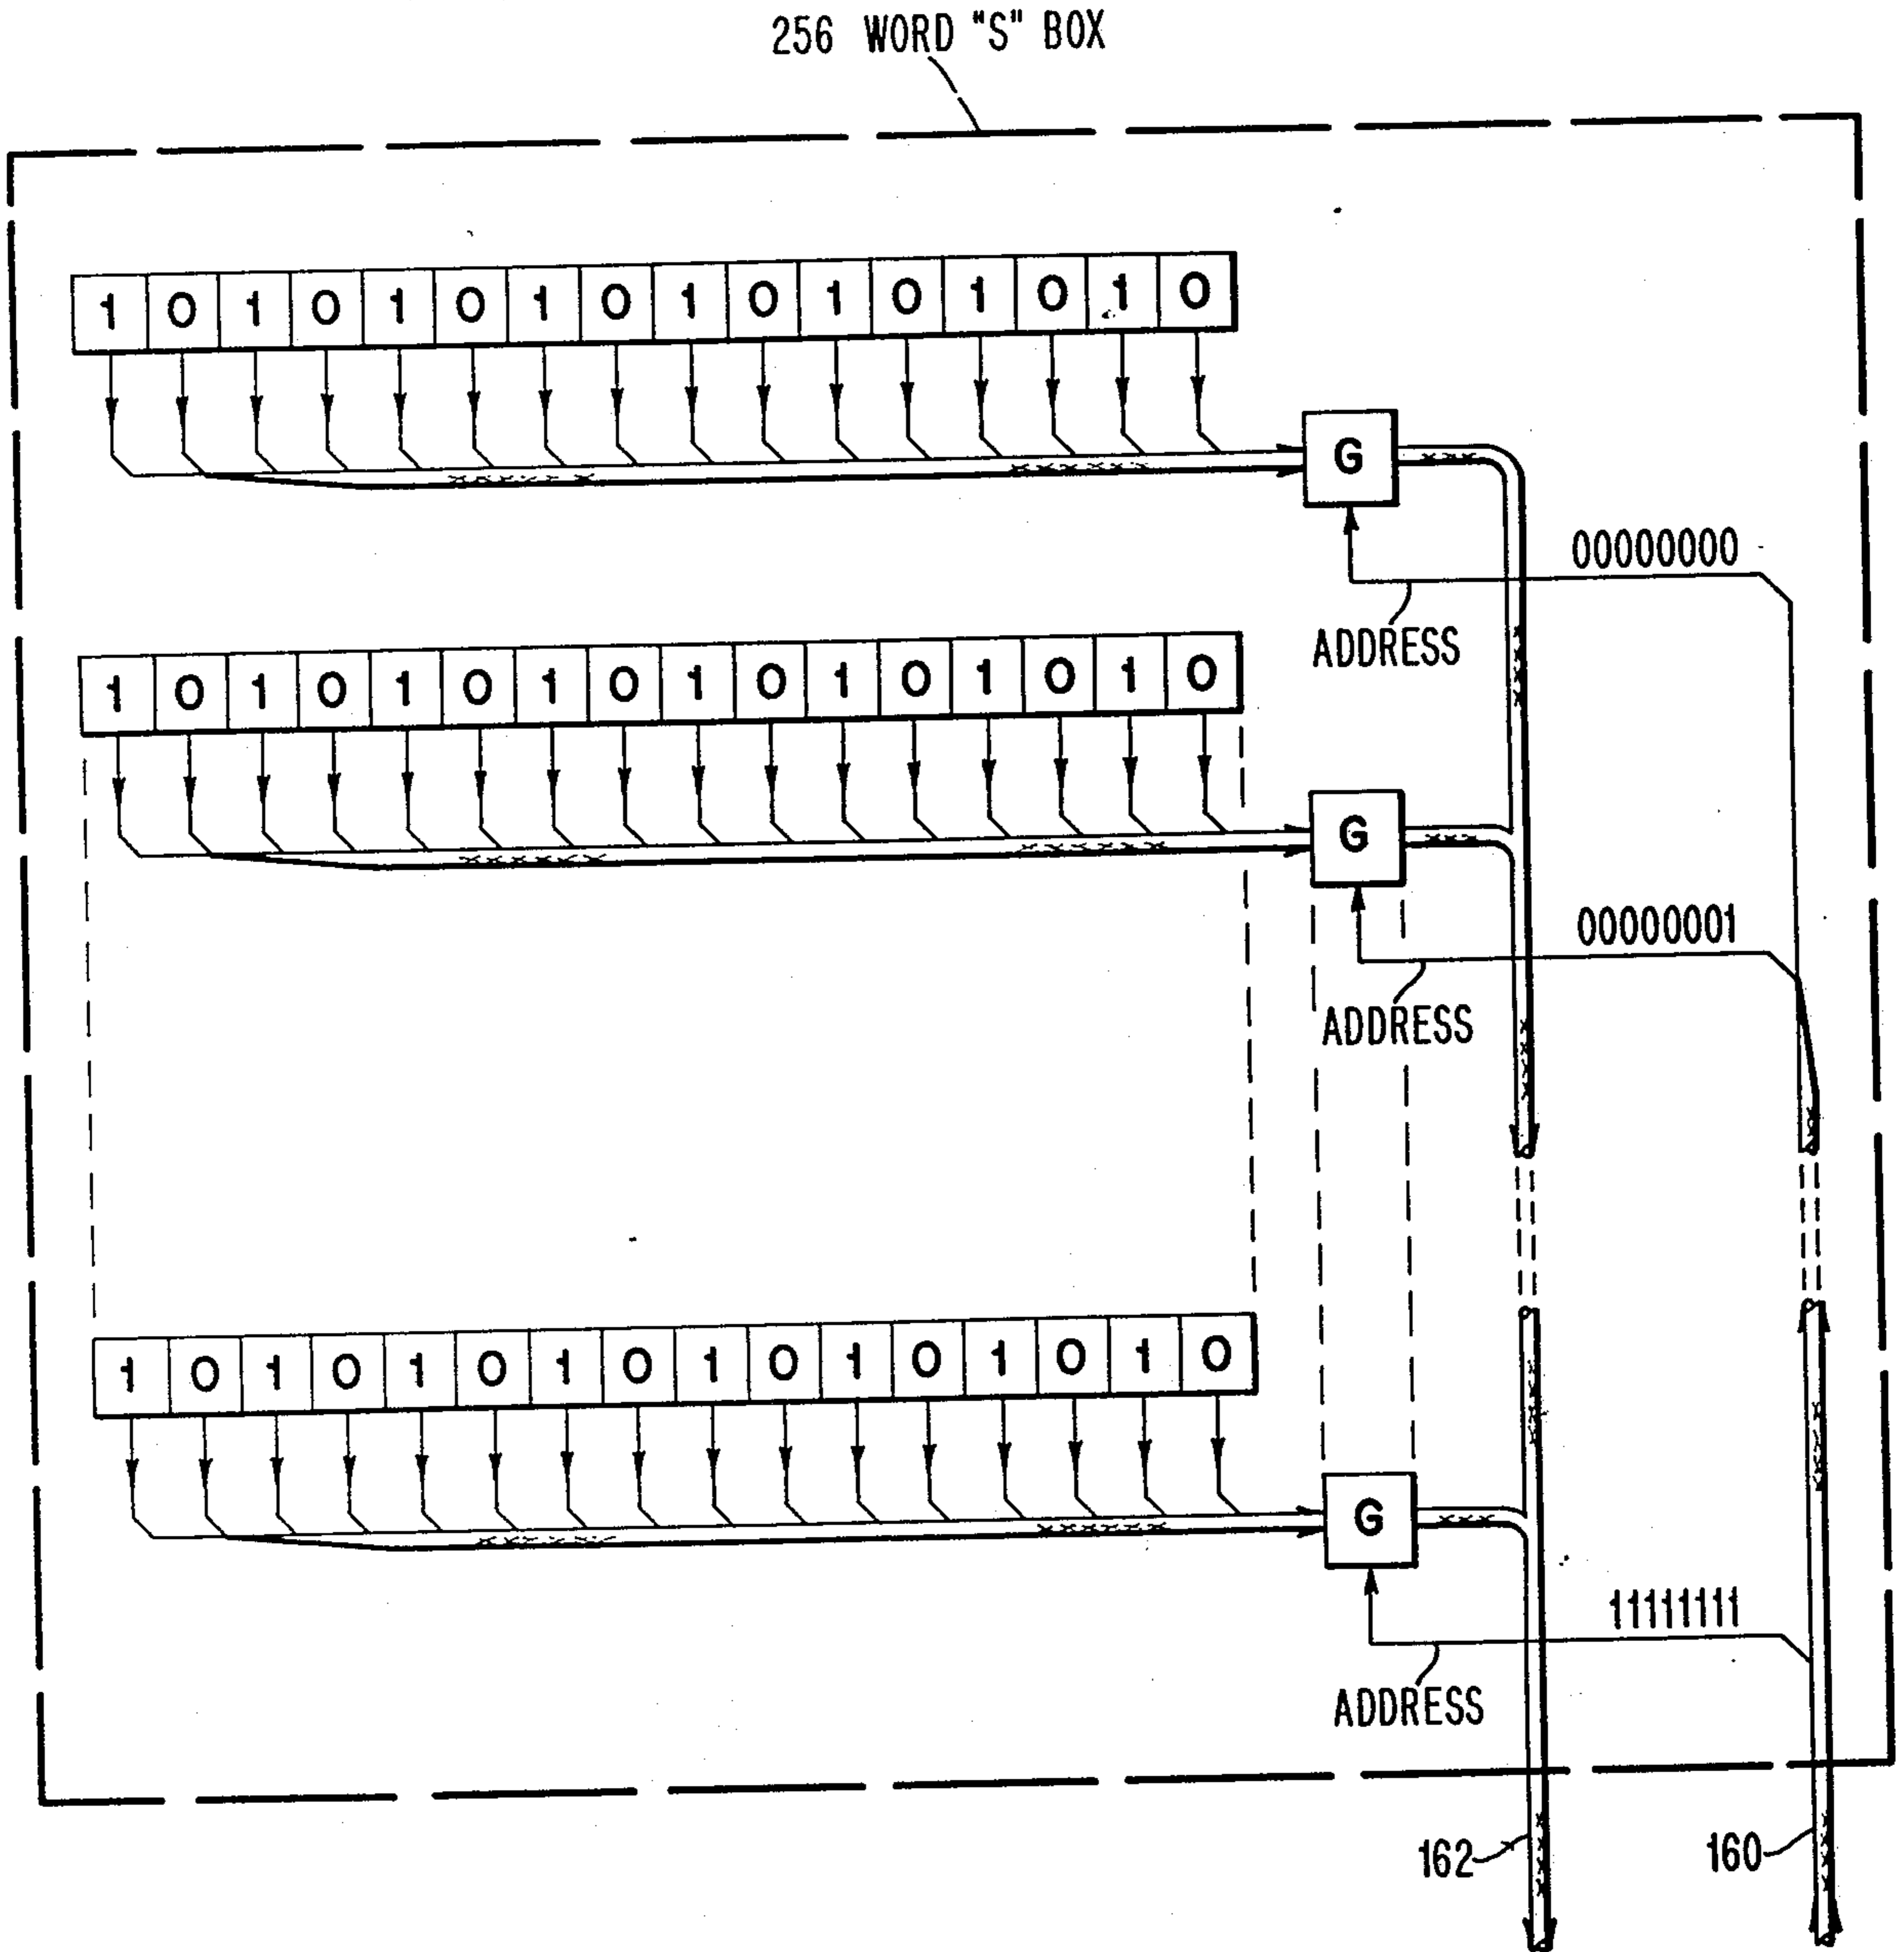 256 WORD "S" BOX
1 0 1 0 1 0 1 0 1 0 1 0 1 0 1 0
G
00000000
ADDRESS
1 0 1 0 1 0 1 0 1 0 1 0 1 0 1 0
G
00000001
ADDRESS
1 0 1 0 1 0 1 0 1 0 1 0 1 0 1 0
G
11111111
ADDRESS
162
160